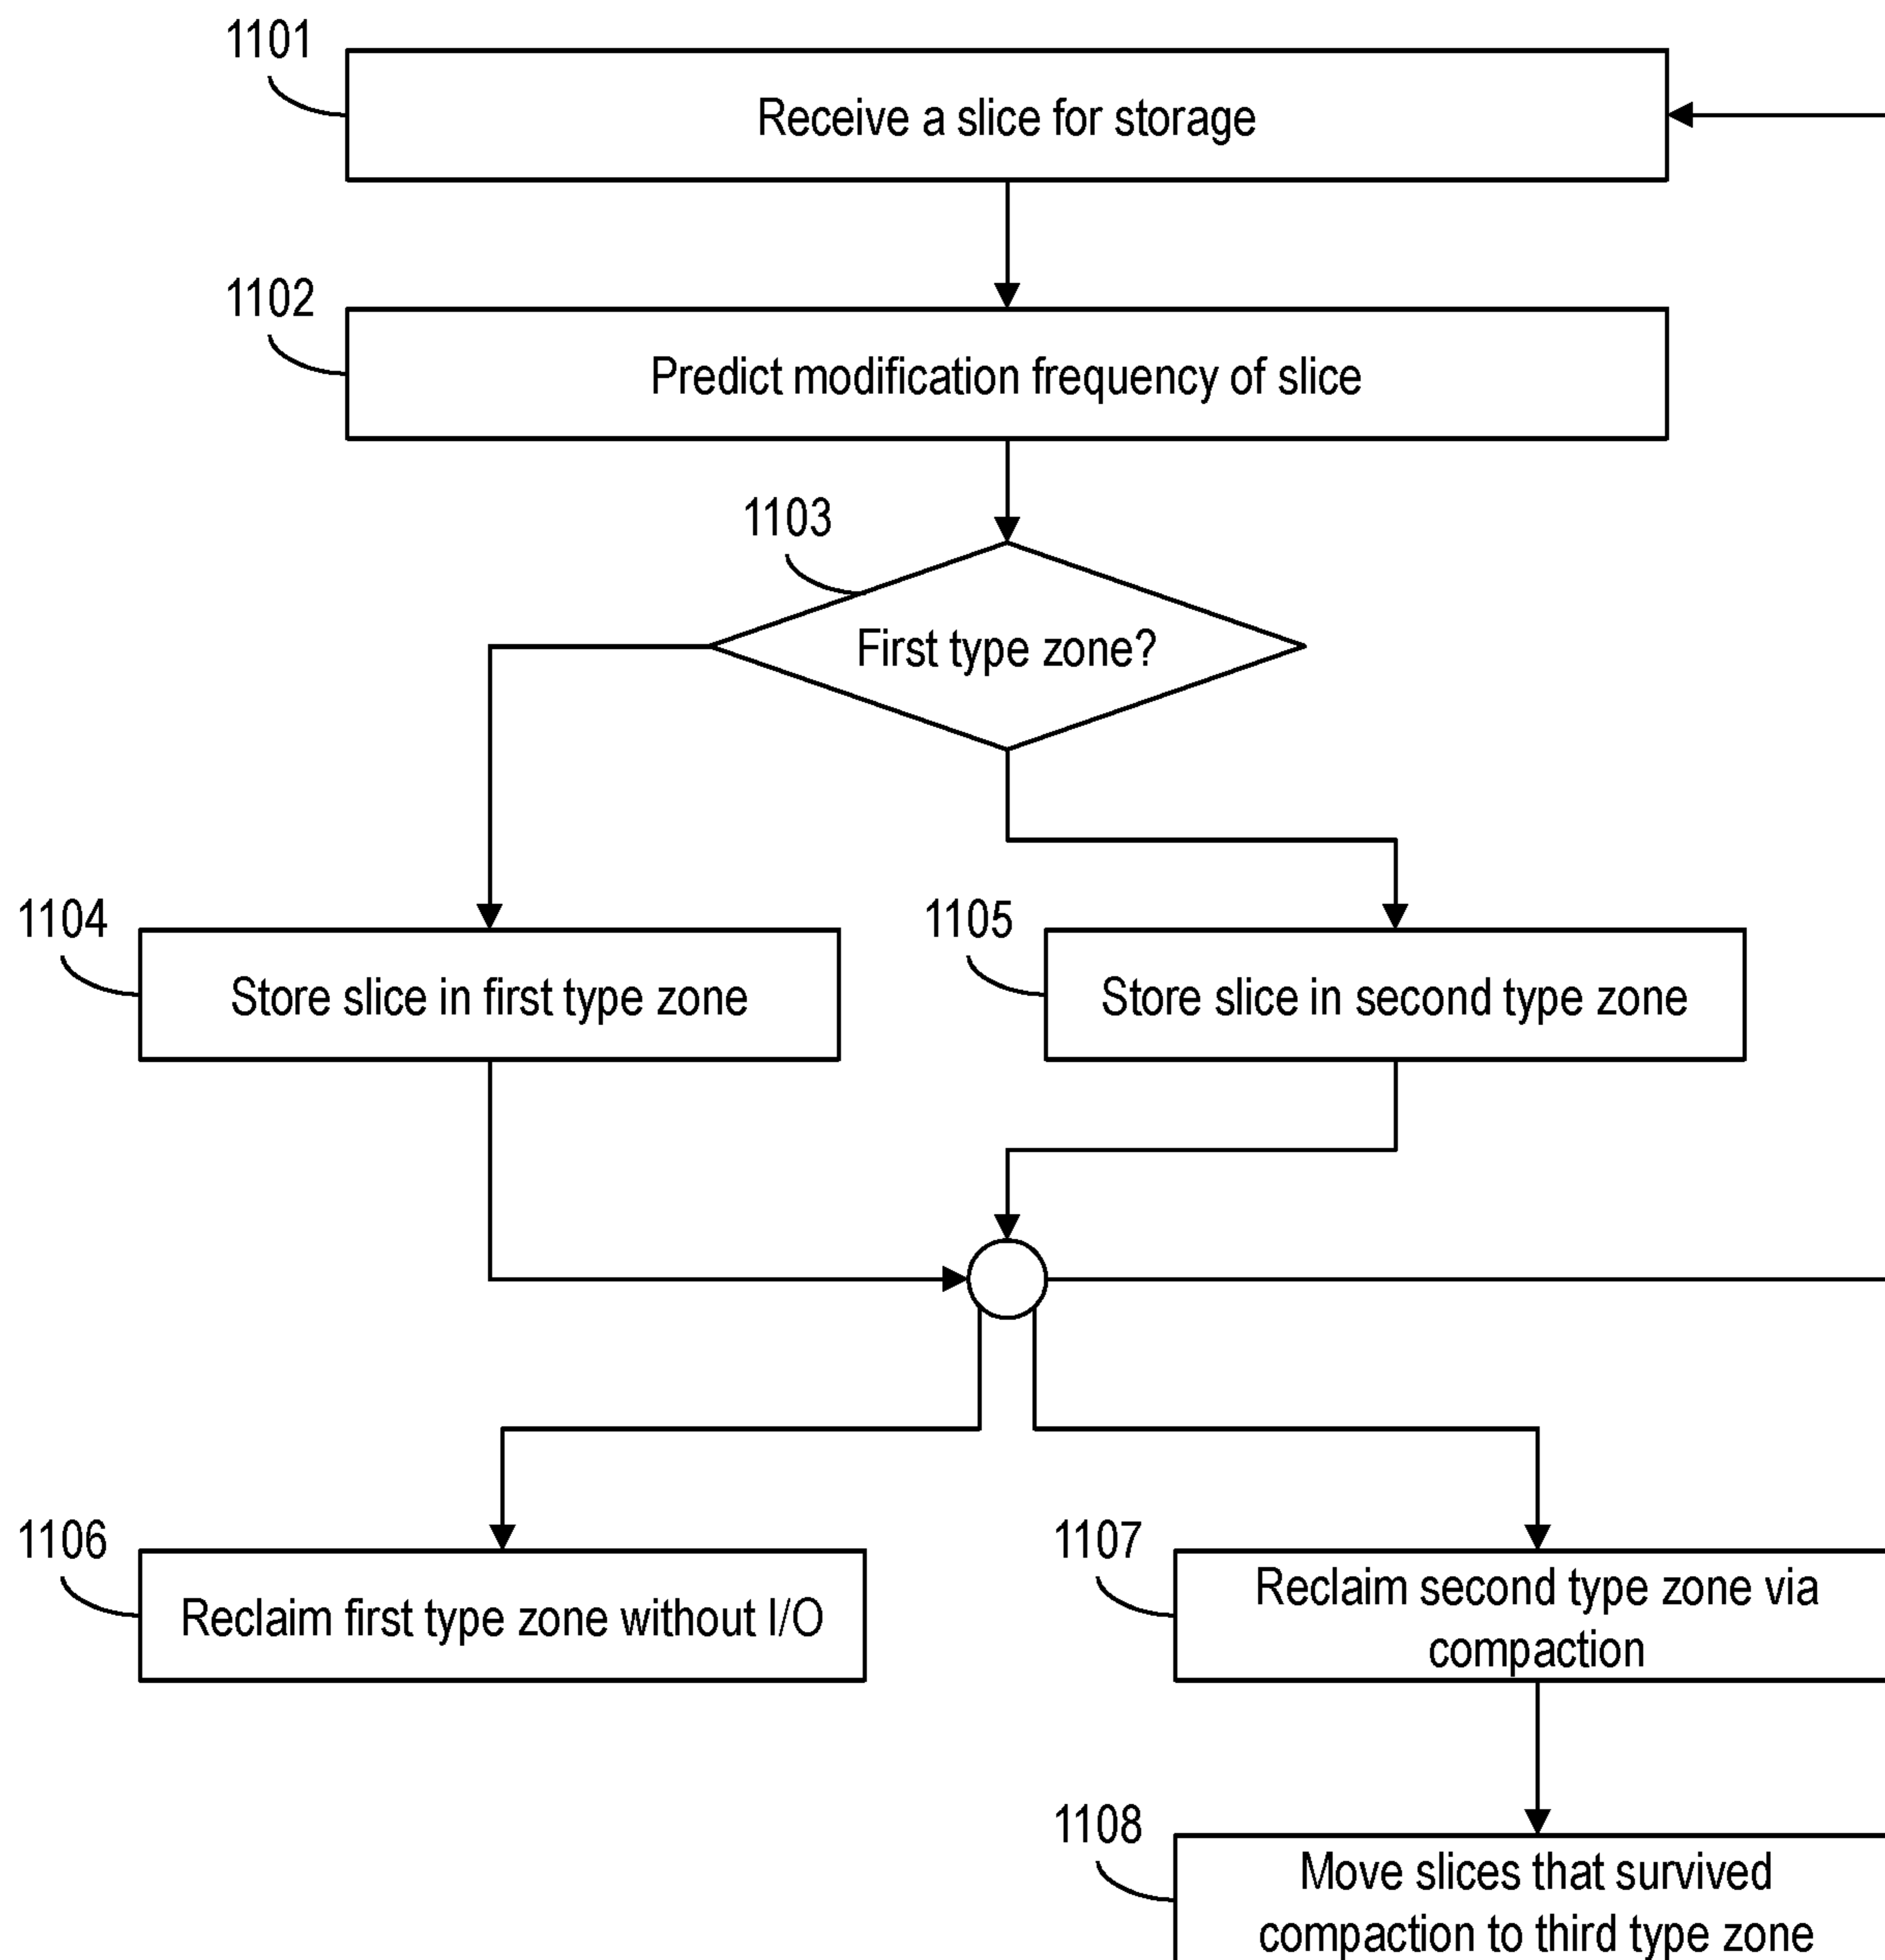 1101
Receive a slice for storage
1102
Predict modification frequency of slice
1103
First type zone?
1104
Store slice in first type zone
1105
Store slice in second type zone
1106
Reclaim first type zone without I/O
1107
Reclaim second type zone via
compaction
1108
Move slices that survived
compaction to third type zone